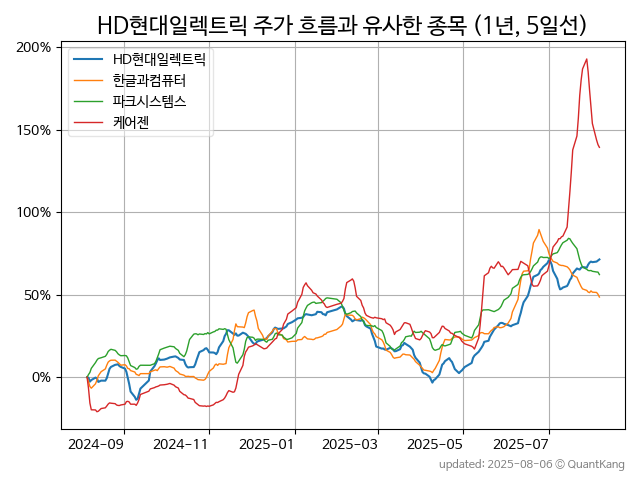 HD현대일렉트릭 주가 흐름과 유사한 종목 (1년, 5일선)
HD현대일렉트릭
한글과컴퓨터
파크시스템스
케어젠
200%
150%
100%
50%
0%
2024-09
2024-11
2025-01
2025-03
2025-05
2025-07
updated: 2025-08-06 © QuantKang